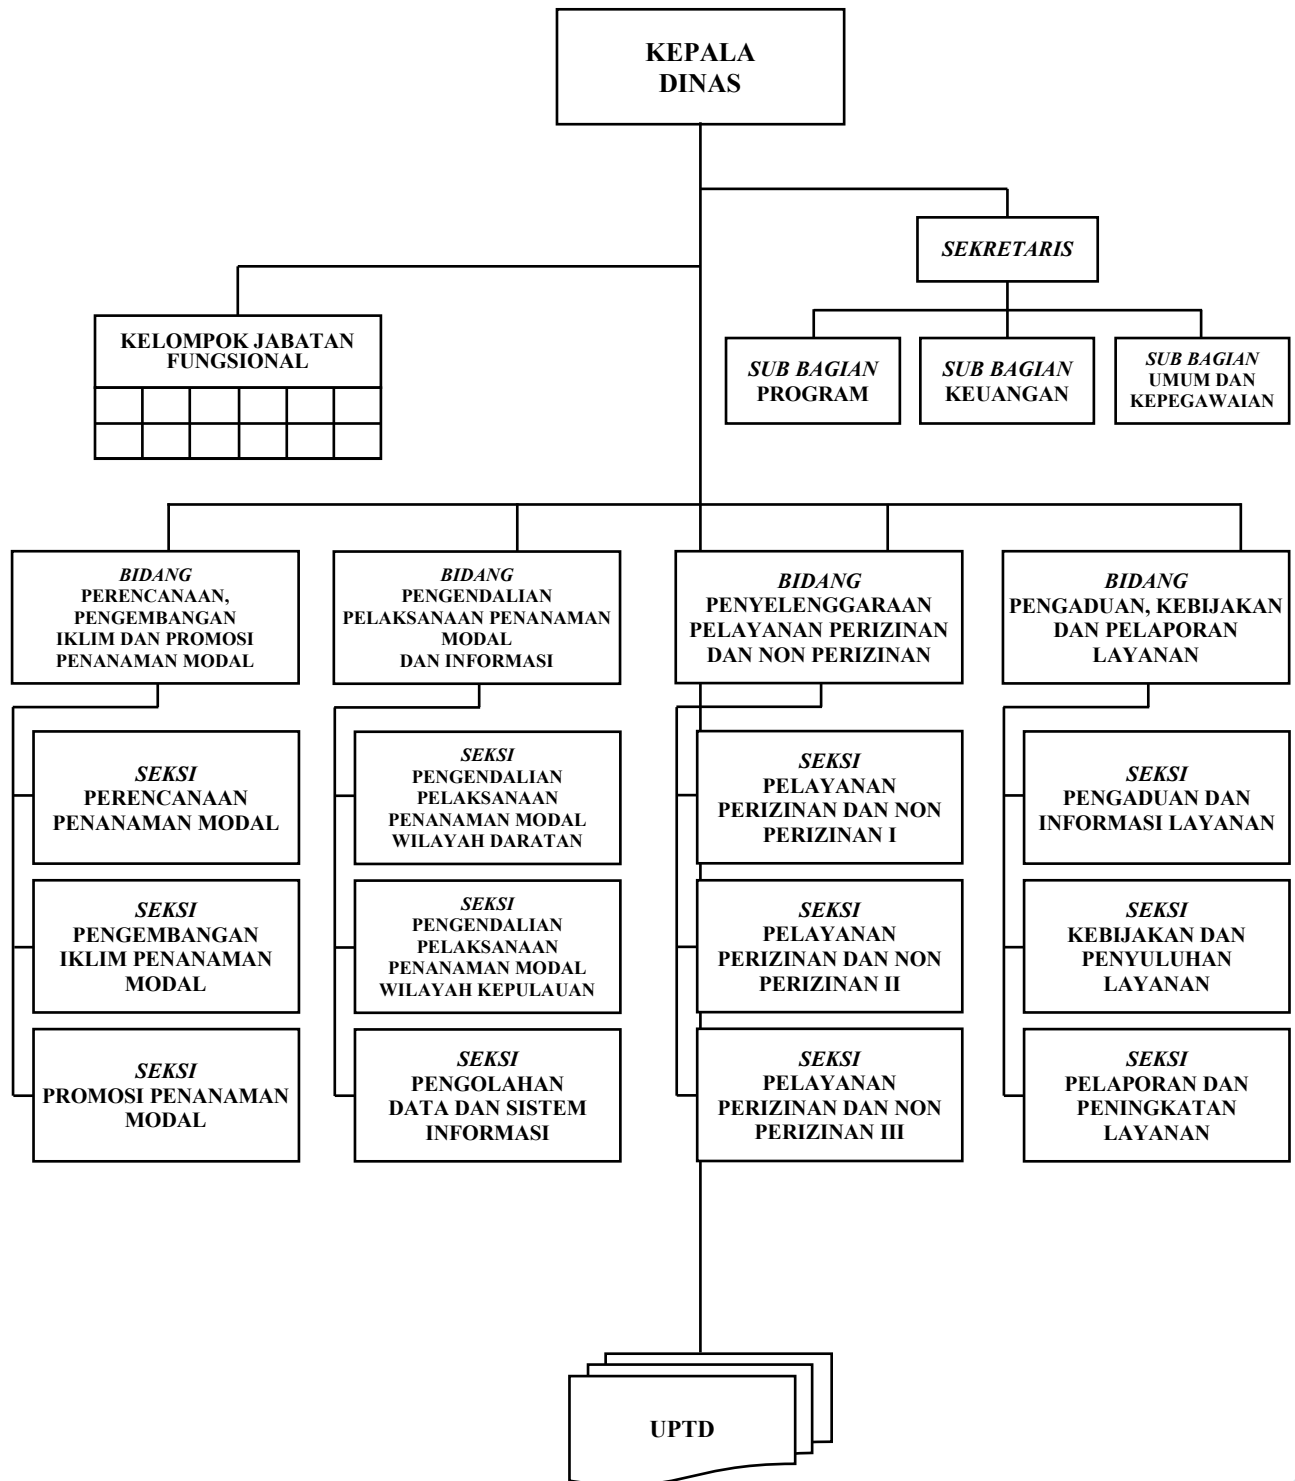 KEPALA
DINAS
SEKRETARIS
KELOMPOK JABATAN
FUNGSIONAL
SUB BAGIAN
PROGRAM
SUB BAGIAN
KEUANGAN
SUB BAGIAN
UMUM DAN
KEPEGAWAIAN
BIDANG
PERENCANAAN,
PENGEMBANGAN
IKLIM DAN PROMOSI
PENANAMAN MODAL
BIDANG
PENGENDALIAN
PELAKSANAAN PENANAMAN
MODAL
DAN INFORMASI
BIDANG
PENYELENGGARAAN
PELAYANAN PERIZINAN
DAN NON PERIZINAN
BIDANG
PENGADUAN, KEBIJAKAN
DAN PELAPORAN
LAYANAN
SEKSI
PERENCANAAN
PENANAMAN MODAL
SEKSI
PENGENDALIAN
PELAKSANAAN
PENANAMAN MODAL
WILAYAH DARATAN
SEKSI
PELAYANAN
PERIZINAN DAN NON
PERIZINAN I
SEKSI
PENGADUAN DAN
INFORMASI LAYANAN
SEKSI
PENGEMBANGAN
IKLIM PENANAMAN
MODAL
SEKSI
PENGENDALIAN
PELAKSANAAN
PENANAMAN MODAL
WILAYAH KEPULAUAN
SEKSI
PELAYANAN
PERIZINAN DAN NON
PERIZINAN II
SEKSI
KEBIJAKAN DAN
PENYULUHAN
LAYANAN
SEKSI
PROMOSI PENANAMAN
MODAL
SEKSI
PENGOLAHAN
DATA DAN SISTEM
INFORMASI
SEKSI
PELAYANAN
PERIZINAN DAN NON
PERIZINAN III
SEKSI
PELAPORAN DAN
PENINGKATAN
LAYANAN
UPTD